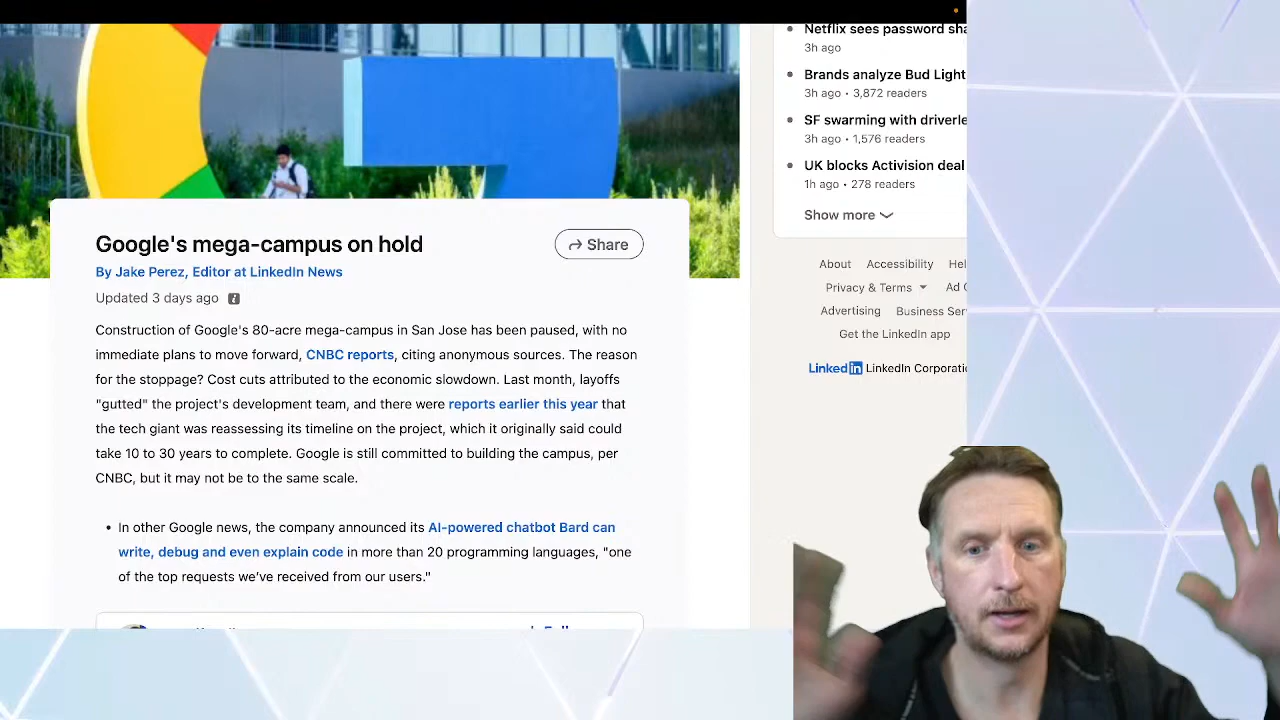 Google's mega-campus on hold
Share
By Jake Perez, Editor at LinkedIn News
Updated 3 days ago
Construction of Google's 80-acre mega-campus in San Jose has been paused, with no
immediate plans to move forward, CNBC reports, citing anonymous sources. The reason
for the stoppage? Cost cuts attributed to the economic slowdown. Last month, layoffs
"gutted" the project's development team, and there were reports earlier this year that
the tech giant was reassessing its timeline on the project, which it originally said could
take 10 to 30 years to complete. Google is still committed to building the campus, per
CNBC, but it may not be to the same scale.
• In other Google news, the company announced its AI-powered chatbot Bard can
write, debug and even explain code in more than 20 programming languages, "one
of the top requests we've received from our users."
Netflix sees password
3h ago
Brands analyze Bud Light
3h ago • 3,872 readers
SF swarming with
3h ago • 1,576 readers
UK blocks Activision deal
1h ago • 278 readers
Show more
About Accessibility
Privacy & Terms
Advertising Business
Get the LinkedIn app
LinkedIn LinkedIn